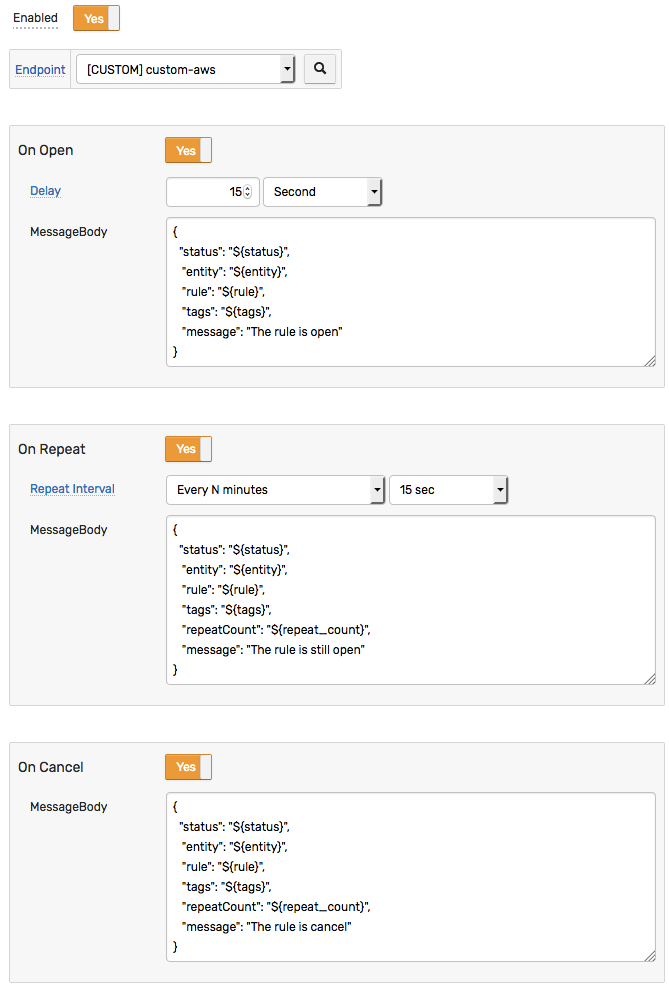 Enabled Yes
Endpoint [CUSTOM] custom-aws
On Open Yes
Delay 15 Second
MessageBody {
"status": "${status}",
"entity": "${entity}",
"rule": "${rule}",
"tags": "${tags}",
"message": "The rule is open"
}
On Repeat Yes
Repeat Interval Every N minutes 15 sec
MessageBody {
"status": "${status}",
"entity": "${entity}",
"rule": "${rule}",
"tags": "${tags}",
"repeatCount": "${repeat_count}",
"message": "The rule is still open"
}
On Cancel Yes
MessageBody {
"status": "${status}",
"entity": "${entity}",
"rule": "${rule}",
"tags": "${tags}",
"repeatCount": "${repeat_count}",
"message": "The rule is cancel"
}